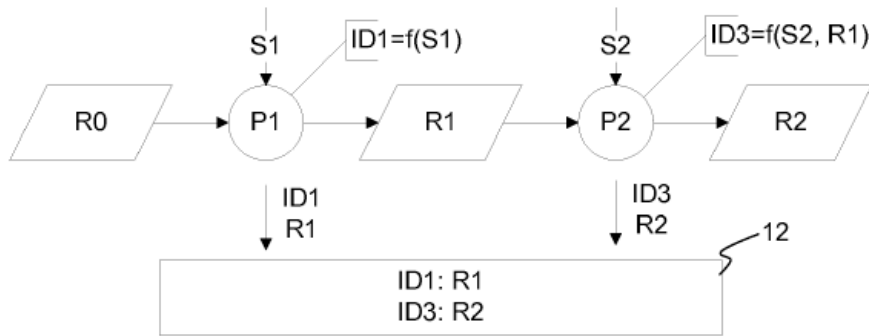 S1
ID1=f(S1)
S2
ID3=f(S2, R1)
R0
P1
R1
P2
R2
ID1
R1
ID3
R2
12
ID1: R1
ID3: R2